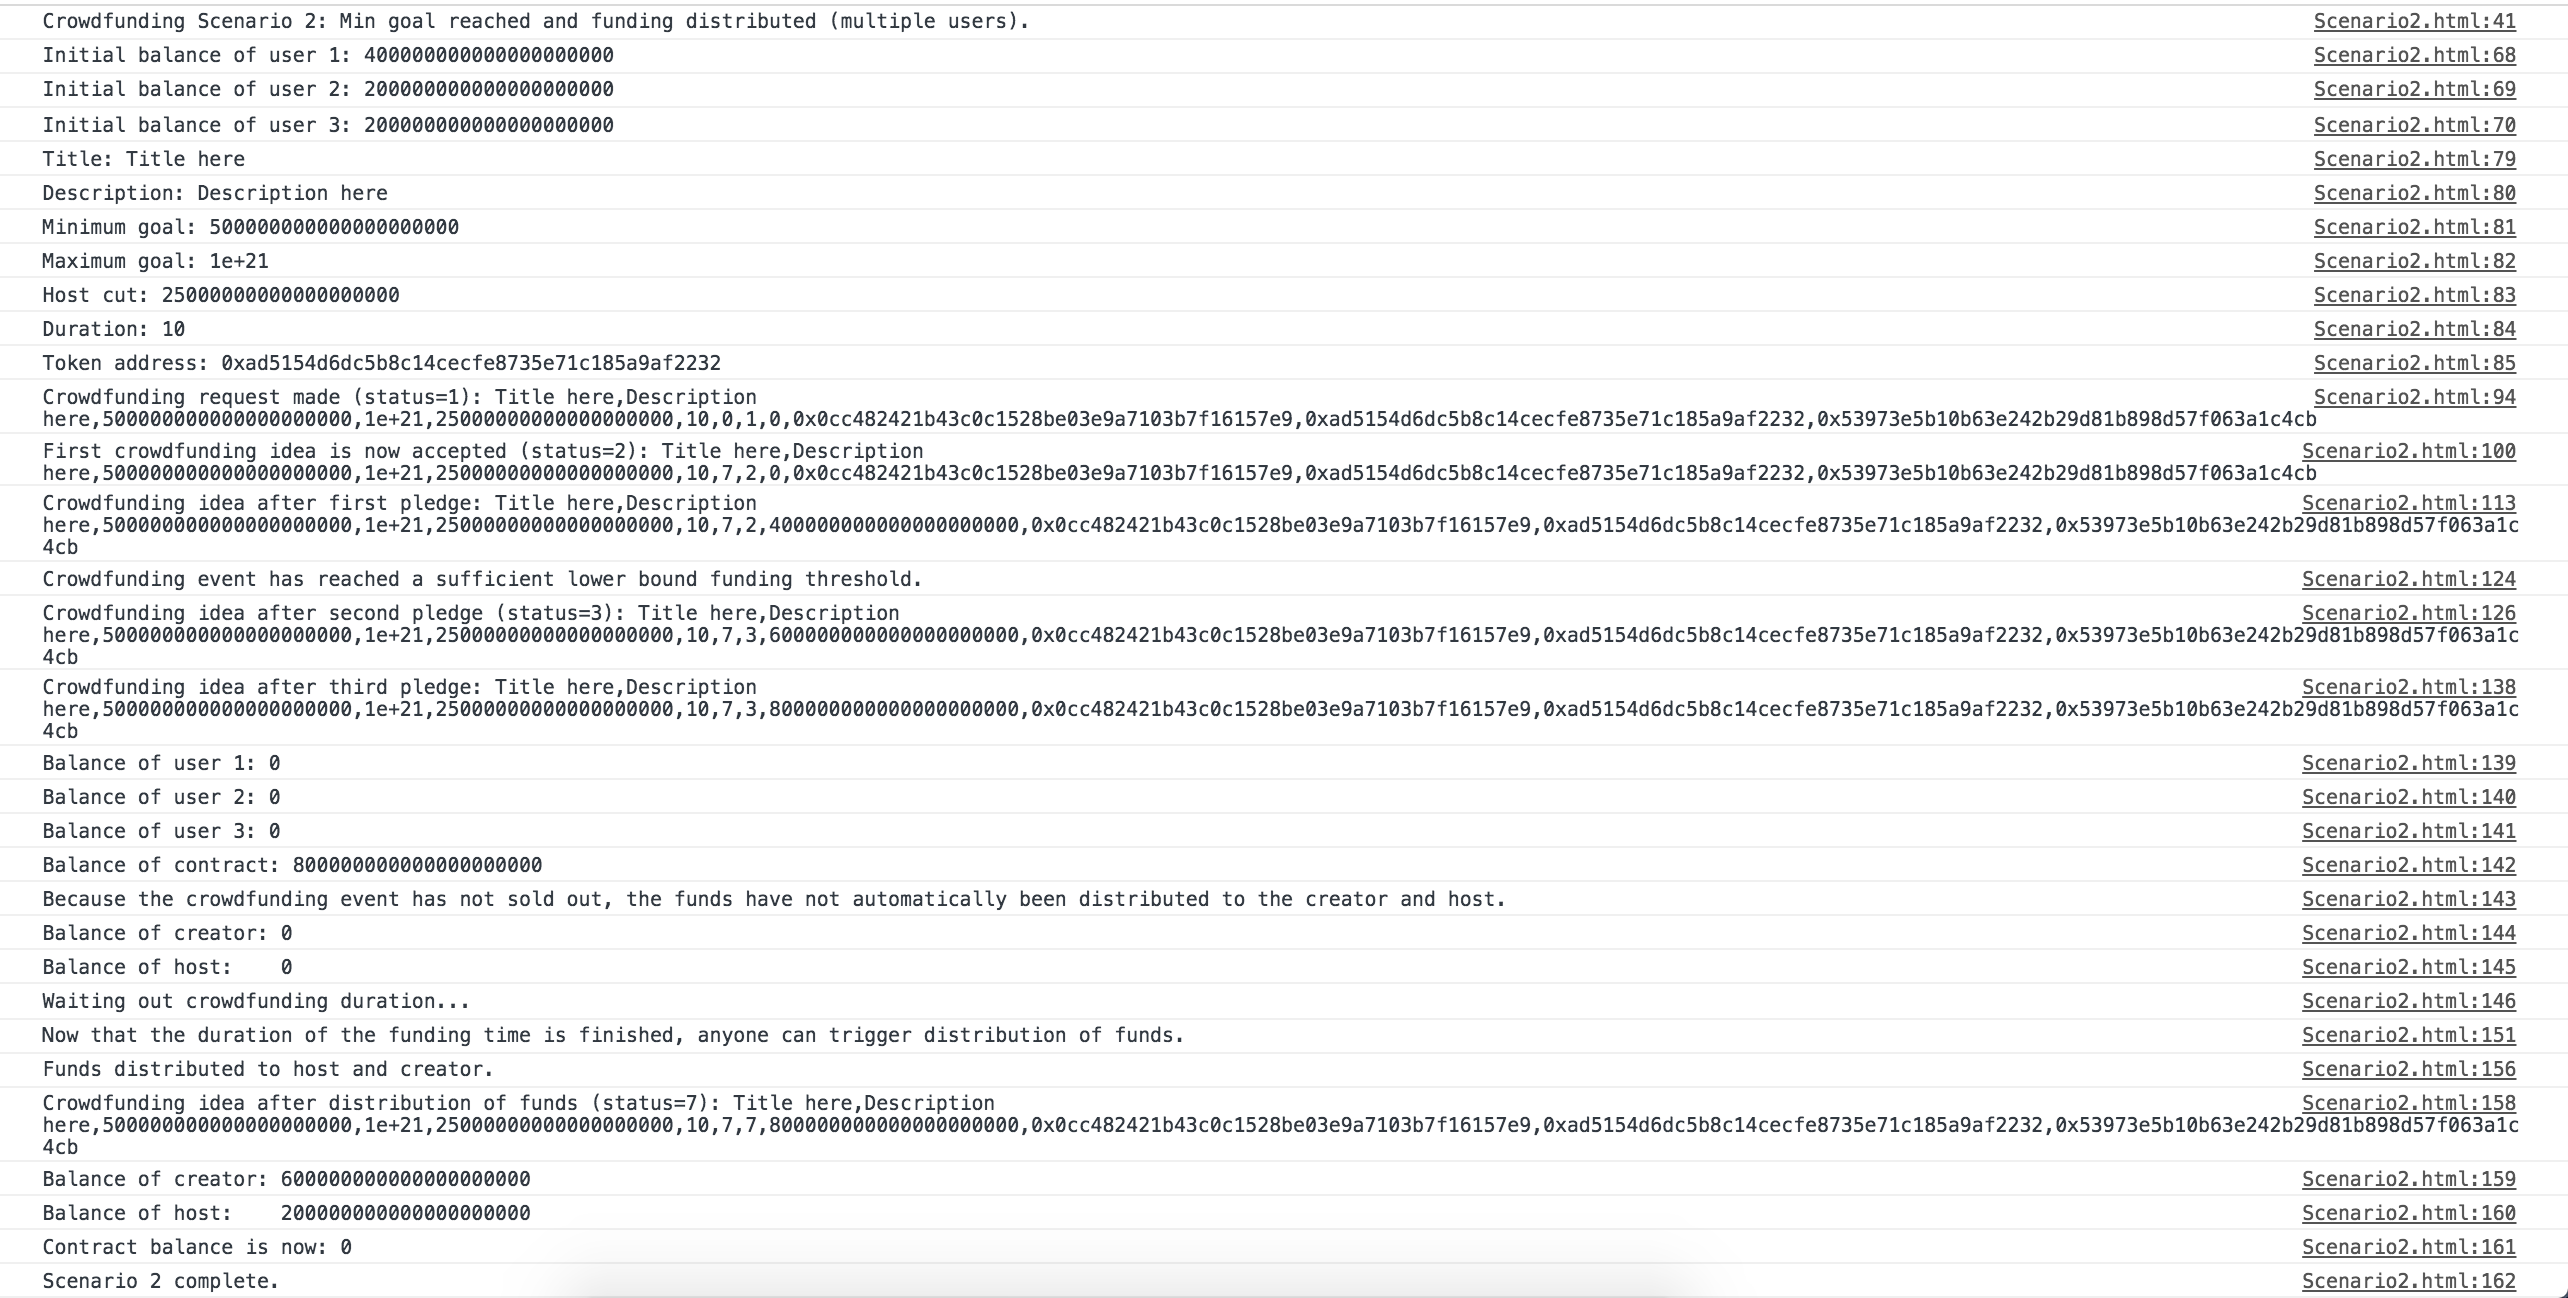 Crowdfunding Scenario 2: Min goal reached and funding distributed (multiple users). Scenario2.html:41
Initial balance of user 1: 400000000000000000000 Scenario2.html:68
Initial balance of user 2: 200000000000000000000 Scenario2.html:69
Initial balance of user 3: 200000000000000000000 Scenario2.html:70
Title: Title here Scenario2.html:79
Description: Description here Scenario2.html:80
Minimum goal: 500000000000000000000 Scenario2.html:81
Maximum goal: 1e+21 Scenario2.html:82
Host cut: 25000000000000000000 Scenario2.html:83
Duration: 10 Scenario2.html:84
Token address: 0xad5154d6dc5b8c14cecfe8735e71c185a9af2232 Scenario2.html:85
Crowdfunding request made (status=1): Title here,Description Scenario2.html:94
here,500000000000000000000,1e+21,25000000000000000000,10,0,1,0,0x0cc482421b43c0c1528be03e9a7103b7f16157e9,0xad5154d6dc5b8c14cecfe8735e71c185a9af2232,0x53973e5b10b63e242b29d81b898d57f063a1c4cb
First crowdfunding idea is now accepted (status=2): Title here,Description Scenario2.html:100
here,500000000000000000000,1e+21,25000000000000000000,10,7,2,0,0x0cc482421b43c0c1528be03e9a7103b7f16157e9,0xad5154d6dc5b8c14cecfe8735e71c185a9af2232,0x53973e5b10b63e242b29d81b898d57f063a1c4cb
Crowdfunding idea after first pledge: Title here,Description Scenario2.html:113
here,500000000000000000000,1e+21,25000000000000000000,10,7,2,400000000000000000000,0x0cc482421b43c0c1528be03e9a7103b7f16157e9,0xad5154d6dc5b8c14cecfe8735e71c185a9af2232,0x53973e5b10b63e242b29d81b898d57f063a1c
4cb
Crowdfunding event has reached a sufficient lower bound funding threshold. Scenario2.html:124
Crowdfunding idea after second pledge (status=3): Title here,Description Scenario2.html:126
here,500000000000000000000,1e+21,25000000000000000000,10,7,3,600000000000000000000,0x0cc482421b43c0c1528be03e9a7103b7f16157e9,0xad5154d6dc5b8c14cecfe8735e71c185a9af2232,0x53973e5b10b63e242b29d81b898d57f063a1c
4cb
Crowdfunding idea after third pledge: Title here,Description Scenario2.html:138
here,500000000000000000000,1e+21,25000000000000000000,10,7,3,800000000000000000000,0x0cc482421b43c0c1528be03e9a7103b7f16157e9,0xad5154d6dc5b8c14cecfe8735e71c185a9af2232,0x53973e5b10b63e242b29d81b898d57f063a1c
4cb
Balance of user 1: 0 Scenario2.html:139
Balance of user 2: 0 Scenario2.html:140
Balance of user 3: 0 Scenario2.html:141
Balance of contract: 800000000000000000000 Scenario2.html:142
Because the crowdfunding event has not sold out, the funds have not automatically been distributed to the creator and host. Scenario2.html:143
Balance of creator: 0 Scenario2.html:144
Balance of host:    0 Scenario2.html:145
Waiting out crowdfunding duration... Scenario2.html:146
Now that the duration of the funding time is finished, anyone can trigger distribution of funds. Scenario2.html:151
Funds distributed to host and creator. Scenario2.html:156
Crowdfunding idea after distribution of funds (status=7): Title here,Description Scenario2.html:158
here,500000000000000000000,1e+21,25000000000000000000,10,7,7,800000000000000000000,0x0cc482421b43c0c1528be03e9a7103b7f16157e9,0xad5154d6dc5b8c14cecfe8735e71c185a9af2232,0x53973e5b10b63e242b29d81b898d57f063a1c
4cb
Balance of creator: 600000000000000000000 Scenario2.html:159
Balance of host:    200000000000000000000 Scenario2.html:160
Contract balance is now: 0 Scenario2.html:161
Scenario 2 complete. Scenario2.html:162